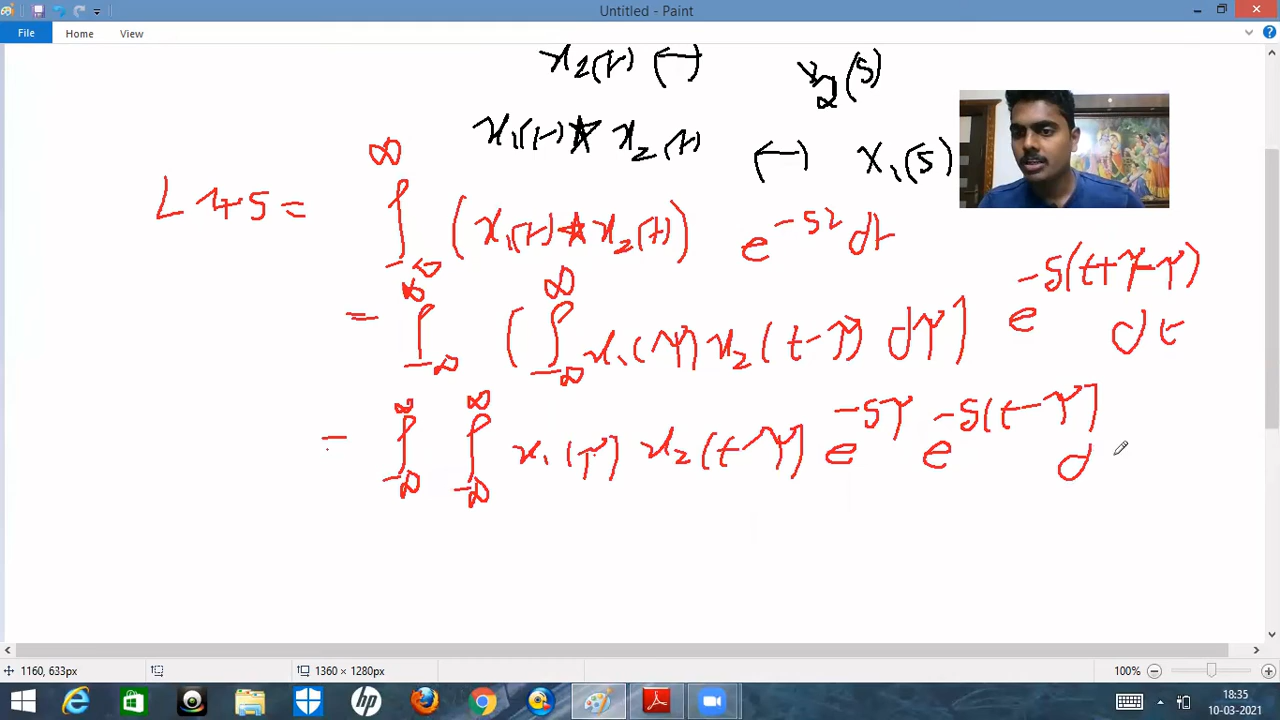 Untitled - Paint
File Home View
x₂(t) ↔ X₂(s)
x₁(t) * x₂(t) ↔ X₁(s)
LHS = ∫_{-∞}^{∞} (x₁(t) * x₂(t)) e^{-st} dt
= ∫_{-∞}^{∞} [∫_{-∞}^{∞} x₁(τ) x₂(t-τ) dτ] e^{-s(t+τ-τ)} dt
= ∫_{-∞}^{∞} ∫_{-∞}^{∞} x₁(τ) x₂(t-τ) e^{-sτ} e^{-s(t-τ)} d
1160, 633px 1360 × 1280px 100%
18:35
10-03-2021